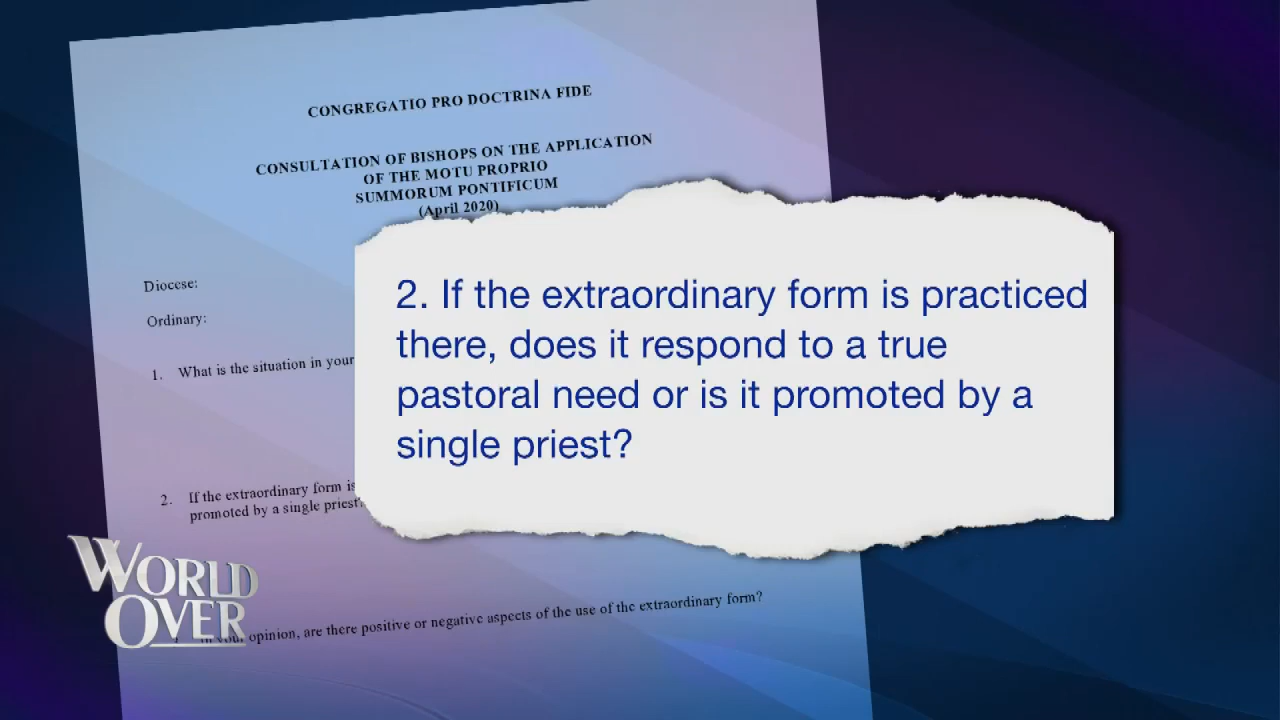 CONGREGATIO PRO DOCTRINA FIDE
CONSULTATION OF BISHOPS ON THE APPLICATION
OF THE MOTU PROPRIO
SUMMORUM PONTIFICUM
(April 2020)
Diocese:
Ordinary:
1. What is the situation in your
2. If the extraordinary form is
promoted by a single priest
2. If the extraordinary form is practiced
there, does it respond to a true
pastoral need or is it promoted by a
single priest?
your opinion, are there positive or negative aspects of the use of the extraordinary form?
WORLD
OVER